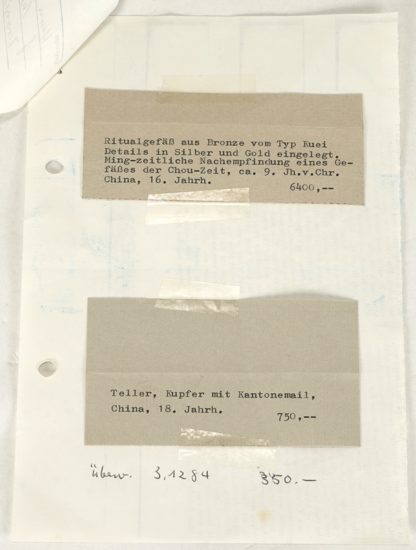 Ritualgefäß aus Bronze vom Typ Kuei
Details in Silber und Gold eingelegt.
Ming-zeitliche Nachempfindung eines Ge-
fäßes der Chou-Zeit, ca. 9. Jh.v.Chr.
China, 16. Jahrh.
6400,--
Teller, Kupfer mit Kantonemail,
China, 18. Jahrh.
750,--
überw. 3,12 84 350.—